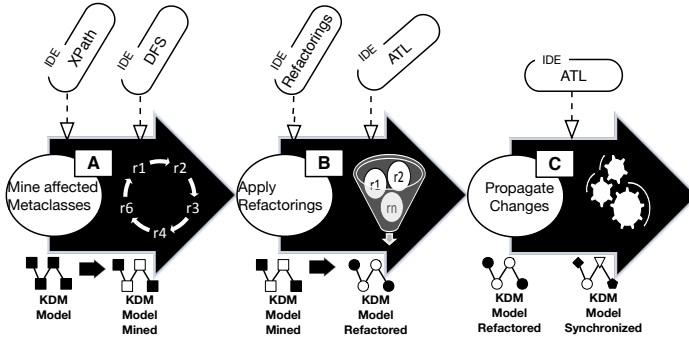 IDE XPath
IDE DFS
IDE Refactorings
IDE ATL
IDE
ATL
A
B
C
Mine affected
Metaclasses
r1
r2
r3
r4
r6
Apply
Refactorings
r1
r2
rn
Propagate
Changes
KDM
Model
KDM
Model
Mined
KDM
Model
Mined
KDM
Model
Refactored
KDM
Model
Refactored
KDM
Model
Synchronized